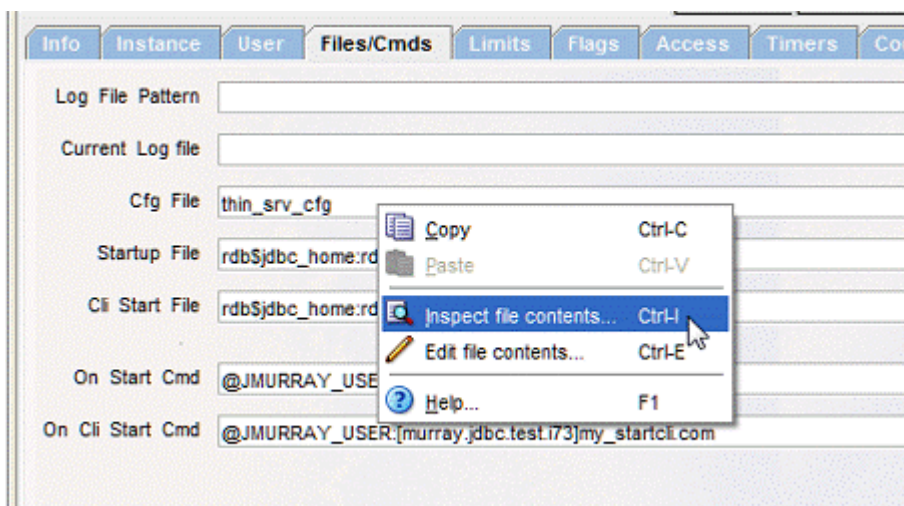 Info Instance User Files/Cmds Limits Flags Access Timers
Log File Pattern
Current Log file
Cfg File thin_srv_cfg
Copy Ctrl-C
Startup File rdb$jdbc_home:rd
Paste Ctrl-V
Cli Start File rdb$jdbc_home:rd
Inspect file contents... Ctrl-I
Edit file contents... Ctrl-E
On Start Cmd @JMURRAY_USE
Help... F1
On Cli Start Cmd @JMURRAY_USER:[murray.jdbc.test.i73]my_startcli.com